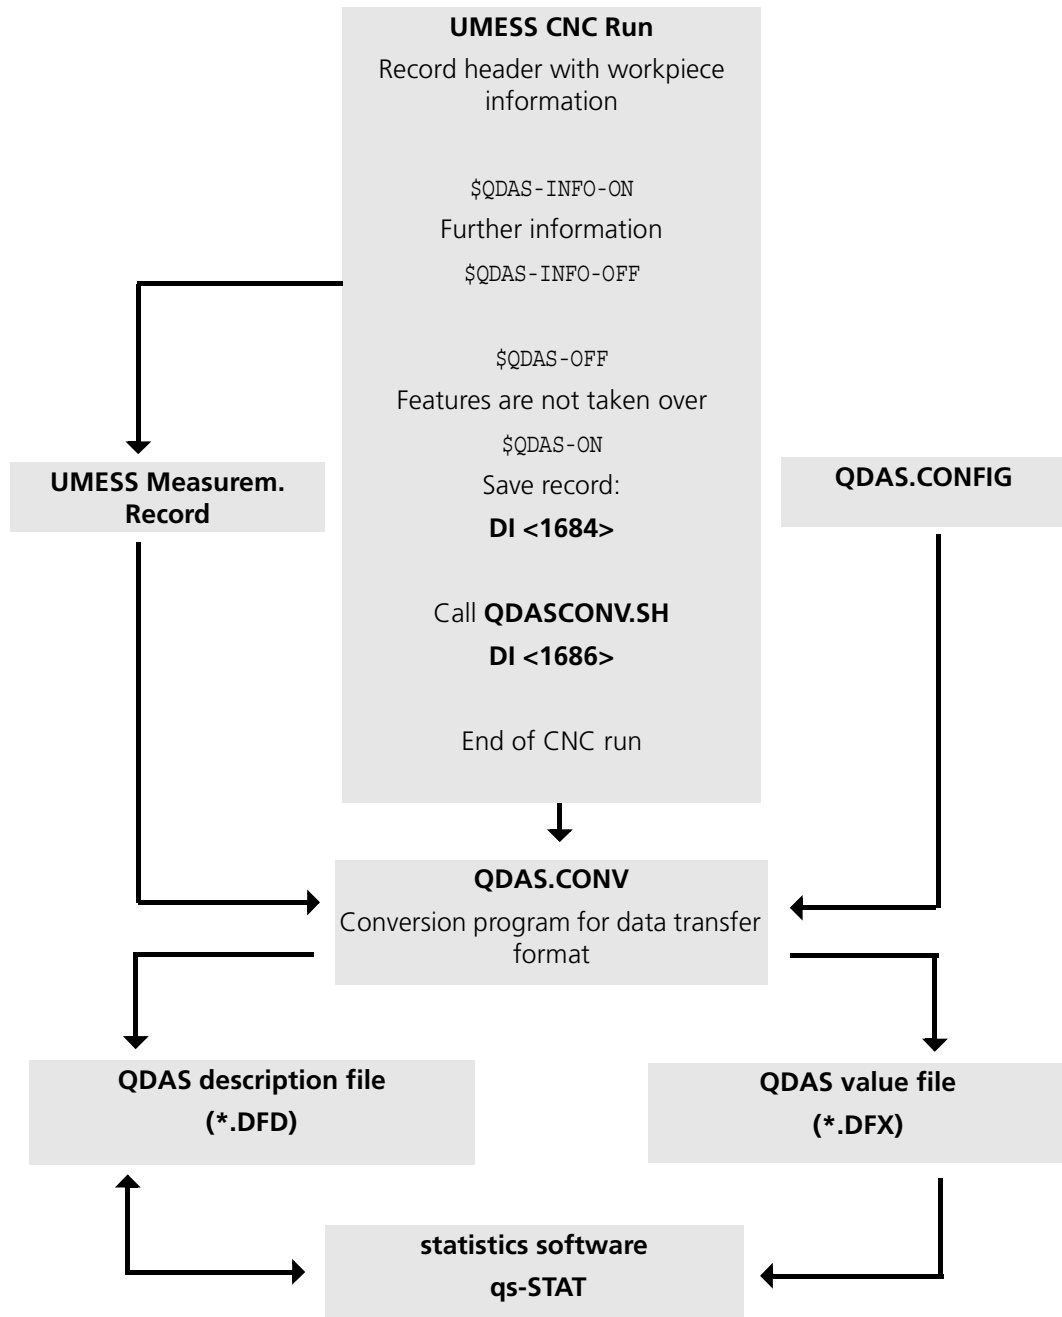 UMESS CNC Run
Record header with workpiece
information
$QDAS-INFO-ON
Further information
$QDAS-INFO-OFF
$QDAS-OFF
Features are not taken over
$QDAS-ON
Save record:
DI <1684>
Call QDASCONV.SH
DI <1686>
End of CNC run
UMESS Measurem.
Record
QDAS.CONFIG
QDAS.CONV
Conversion program for data transfer
format
QDAS description file
(*.DFD)
QDAS value file
(*.DFX)
statistics software
qs-STAT